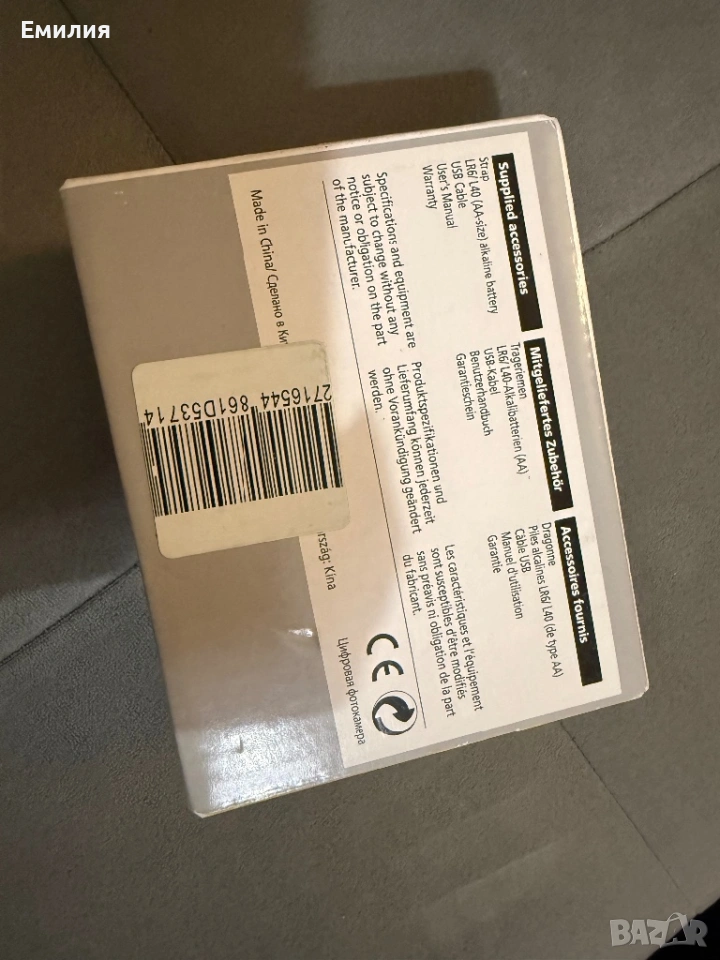 Емилия
Supplied accessories
Strap
LR6/ L40 (AA-size) alkaline battery
USB Cable
User's Manual
Warranty
Specifications and equipment are
subject to change without any
notice or obligation on the part
of the manufacturer.
Mitgeliefertes Zubehör
Trageriemen
LR6/ L40-Alkalibatterien (AA)
USB-Kabel
Benutzerhandbuch
Garantieschein
Produktspezifikationen und
Lieferumfang können jederzeit
ohne Vorankündigung geändert
werden.
Accessoires fournis
Dragonne
Piles alcalines LR6/ L40 (de type AA)
Câble USB
Manuel d'utilisation
Garantie
Les caractéristiques et l'équipement
sont susceptibles d'être modifiés
sans préavis ni obligation de la part
du fabricant.
Made in China/ Сделано в
Kína
CE
Цифровая фотокамера
2716544
861D53714
BAZAR